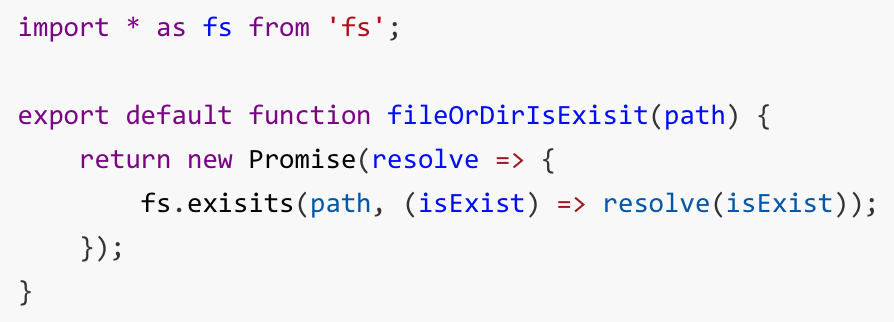 import * as fs from 'fs';

export default function fileOrDirIsExisit(path) {
    return new Promise(resolve => {
        fs.exisits(path, (isExist) => resolve(isExist));
    });
}